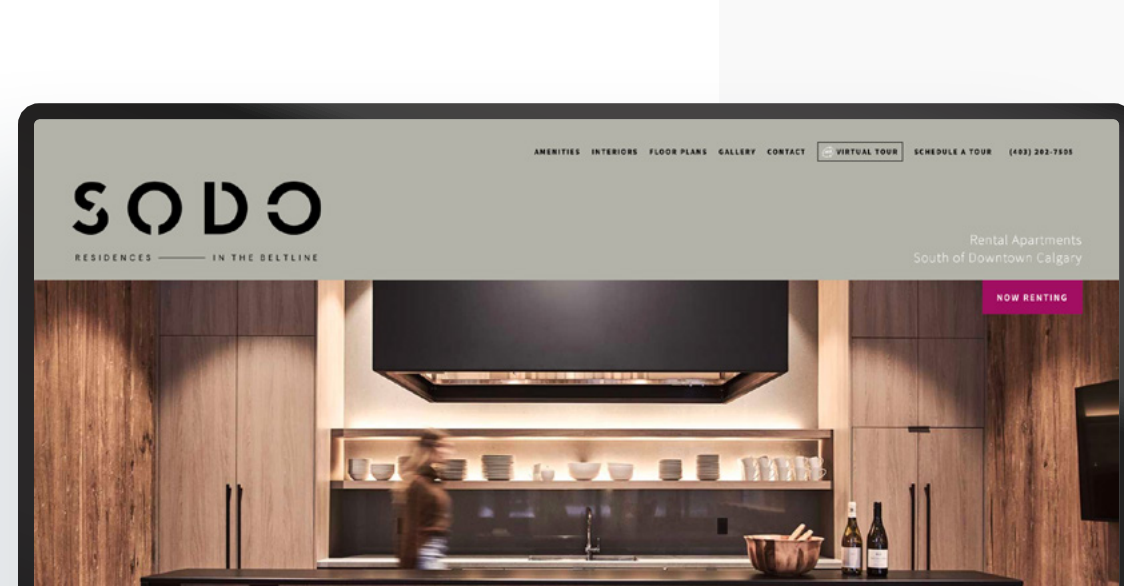 AMENITIES INTERIORS FLOOR PLANS GALLERY CONTACT VIRTUAL TOUR SCHEDULE A TOUR (403) 202-7505
SODO
RESIDENCES IN THE BELTLINE
Rental Apartments
South of Downtown Calgary
NOW RENTING